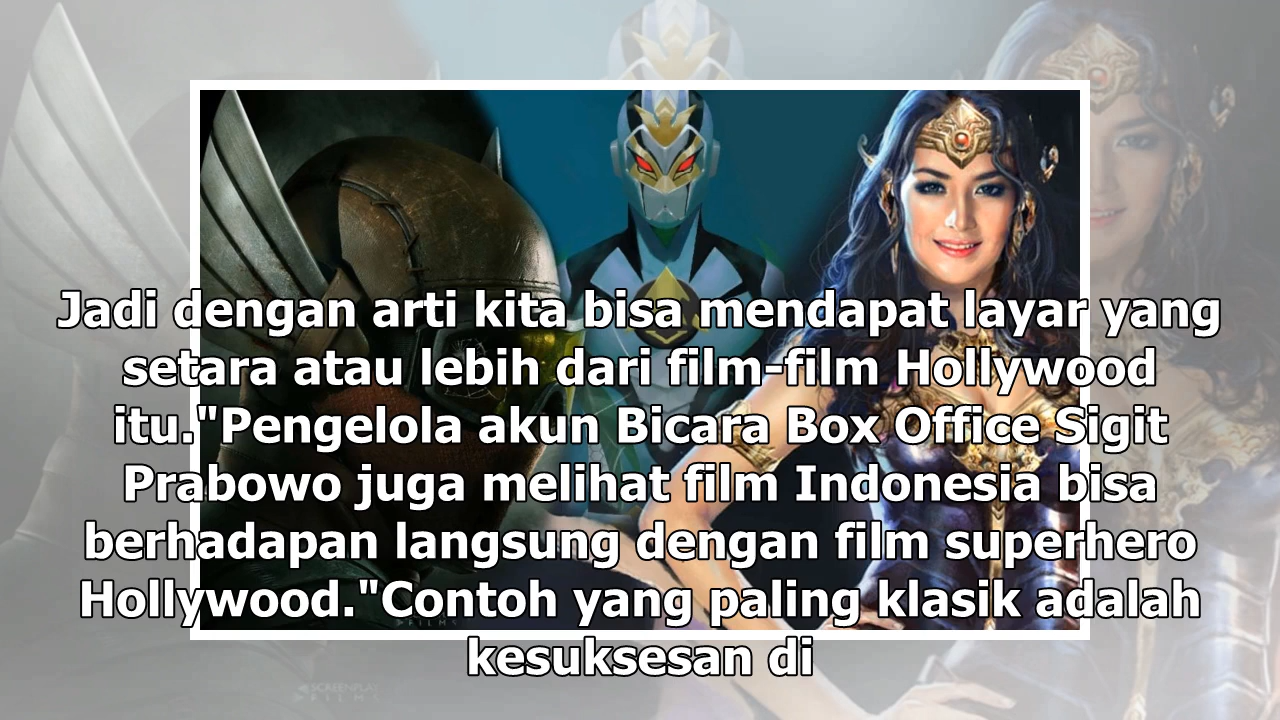 Jadi dengan arti kita bisa mendapat layar yang
setara atau lebih dari film-film Hollywood
itu."Pengelola akun Bicara Box Office Sigit
Prabowo juga melihat film Indonesia bisa
berhadapan langsung dengan film superhero
Hollywood."Contoh yang paling klasik adalah
kesuksesan di
SCREENPLAY
FILMS